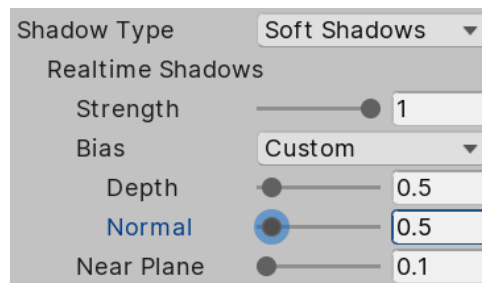 Shadow Type Soft Shadows
Realtime Shadows
Strength 1
Bias Custom
Depth 0.5
Normal 0.5
Near Plane 0.1